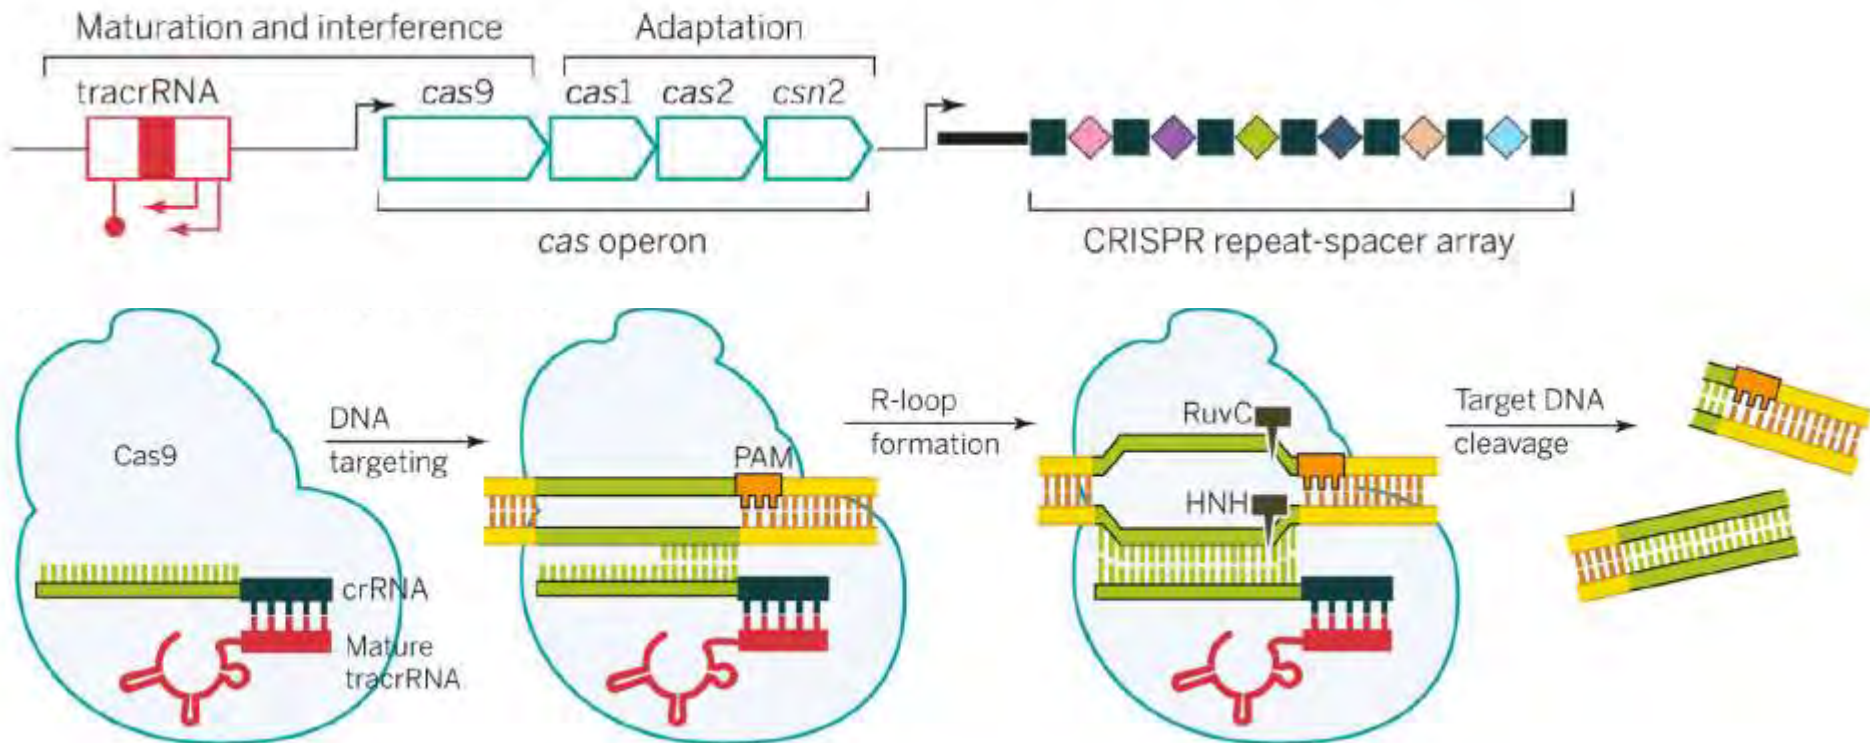 Maturation and interference
Adaptation
tracrRNA
cas9
cas1
cas2
csn2
cas operon
CRISPR repeat-spacer array
Cas9
DNA
targeting
crRNA
Mature
tracrRNA
PAM
R-loop
formation
RuvC
HNH
Target DNA
cleavage